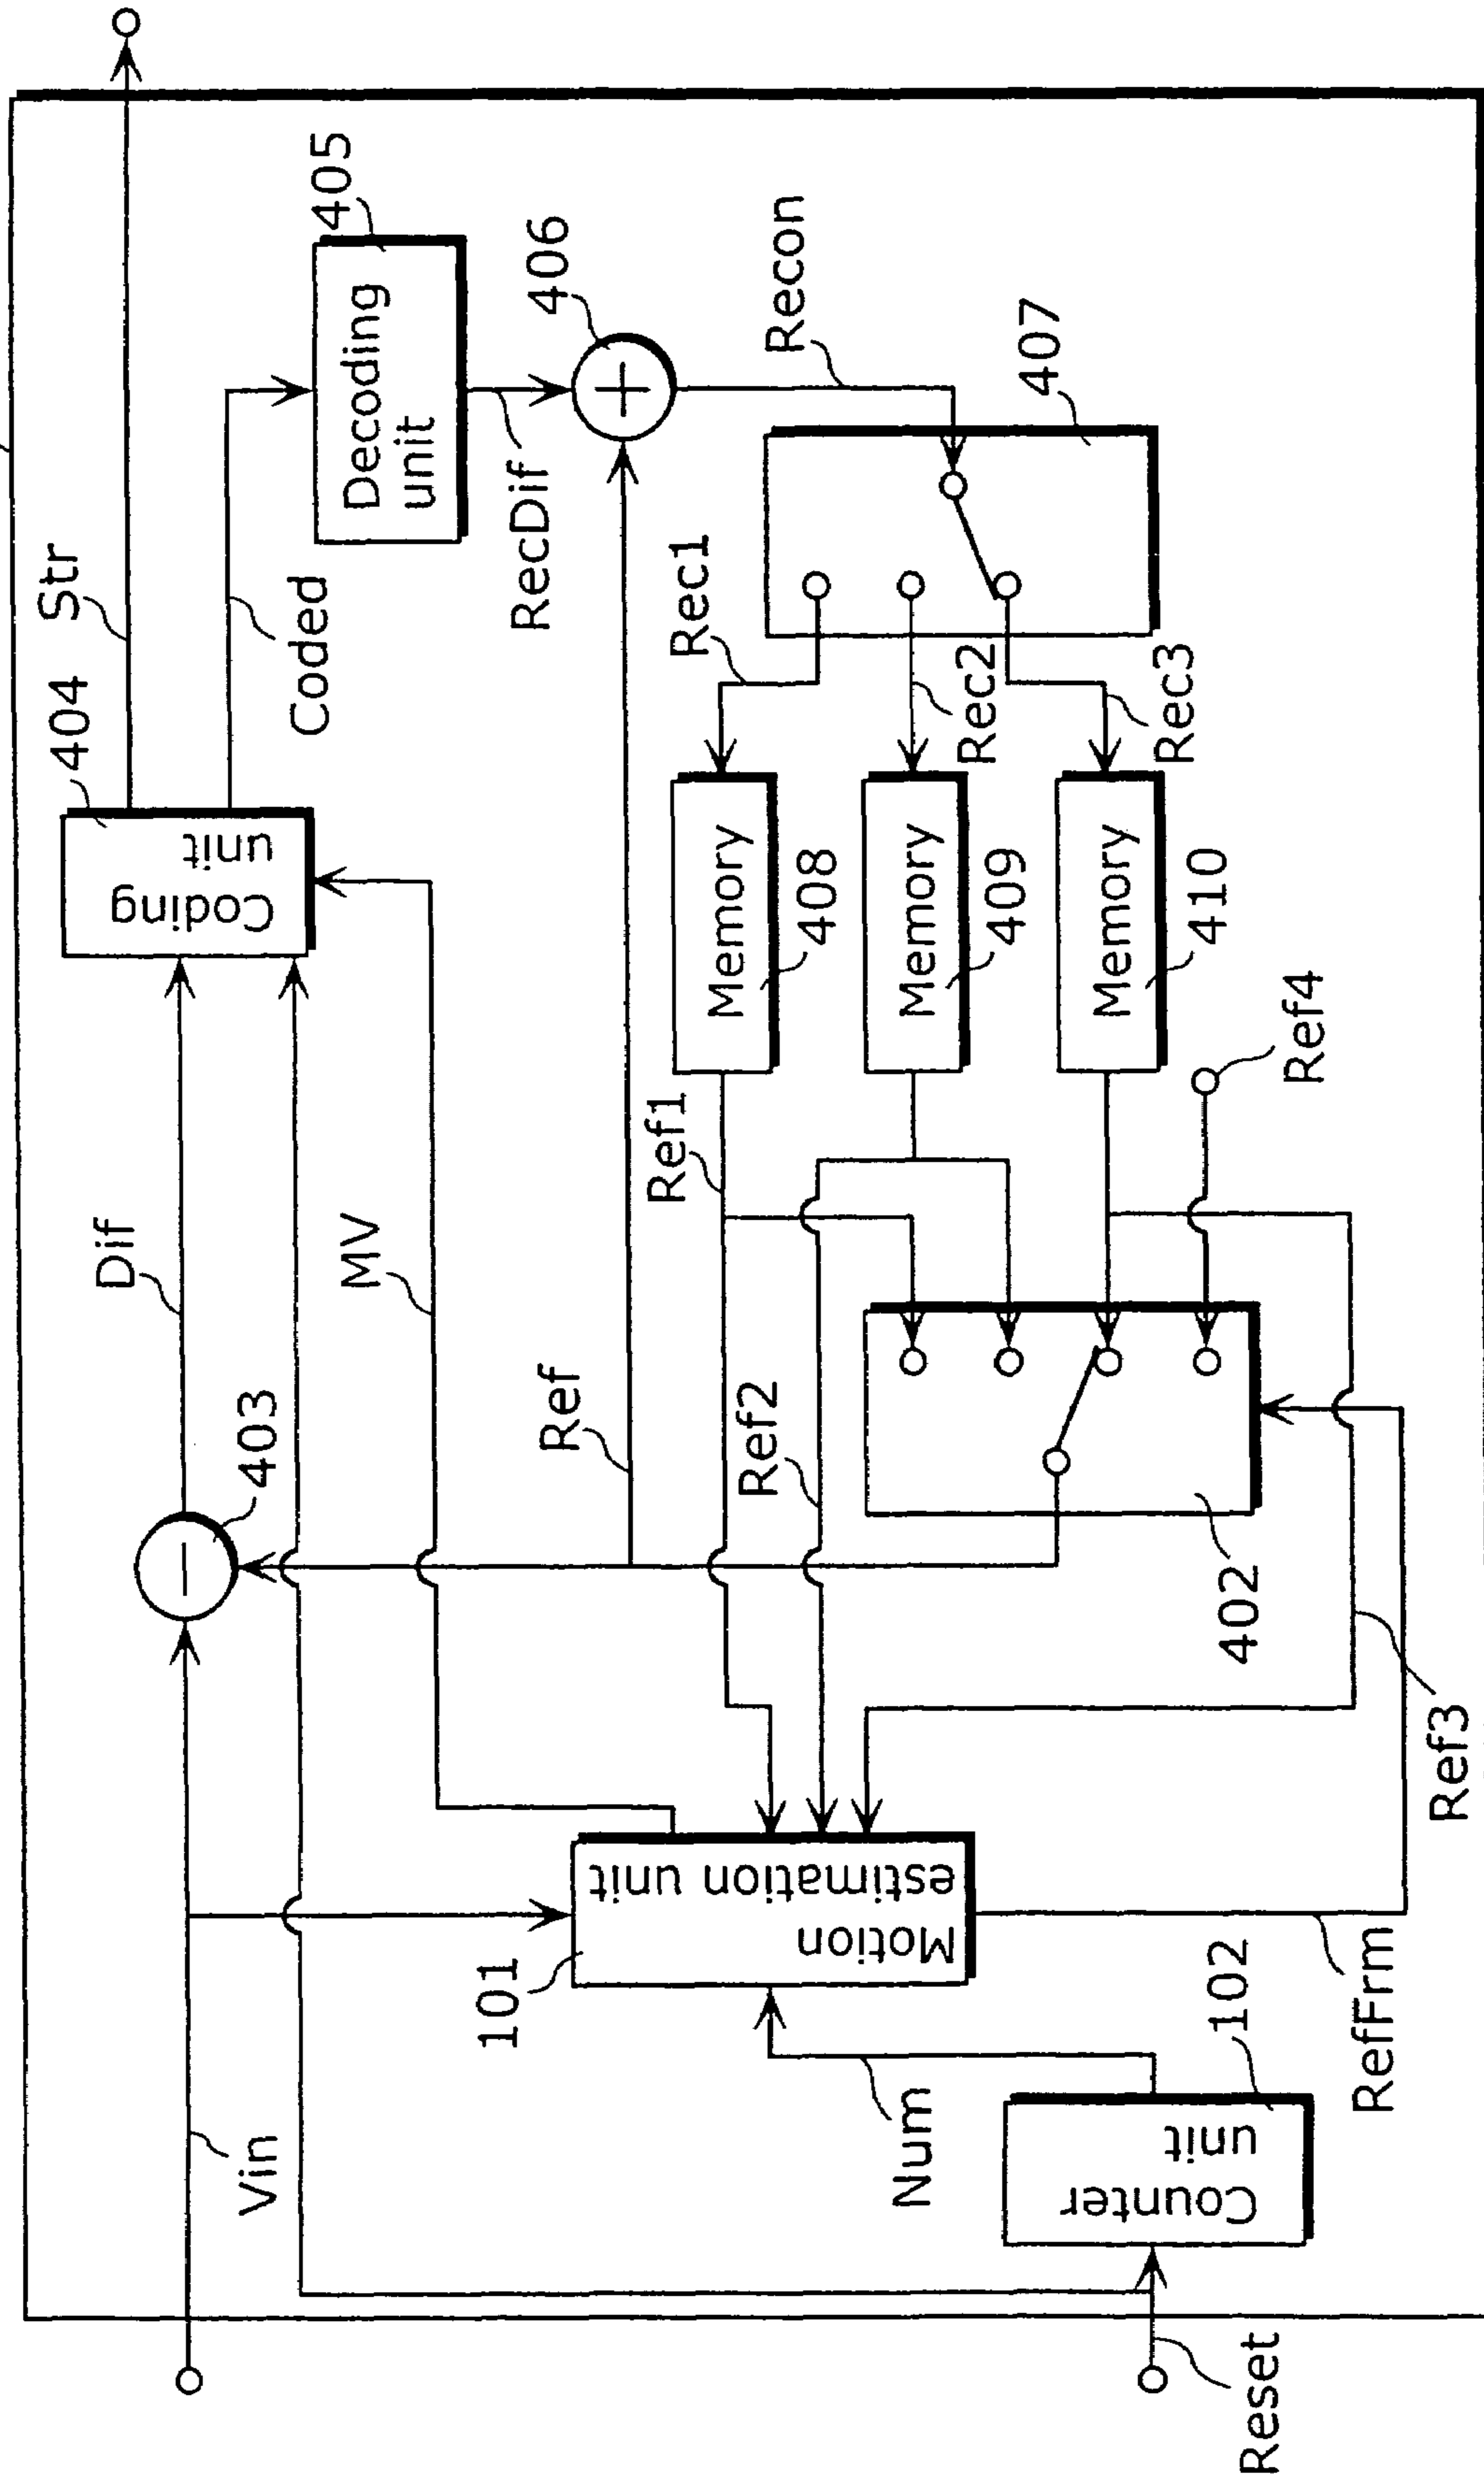 Vin
Dif
403
404
Str
Coding
unit
Coded
MV
405
Decoding
unit
RecDif
406
Ref
101
Motion
estimation unit
Ref1
Ref2
Memory
408
Rec1
Recon
Memory
409
Rec2
407
Memory
410
Rec3
Num
Counter
unit
102
402
Ref4
RefFrm
Ref3
Reset